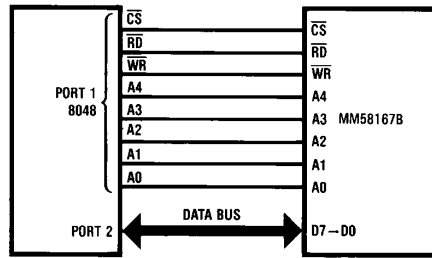 CS CS
RD RD
WR WR
PORT 1 A4 A4
8048 A3 A3 MM58167B
A2 A2
A1 A1
A0 A0
DATA BUS
PORT 2 D7→D0